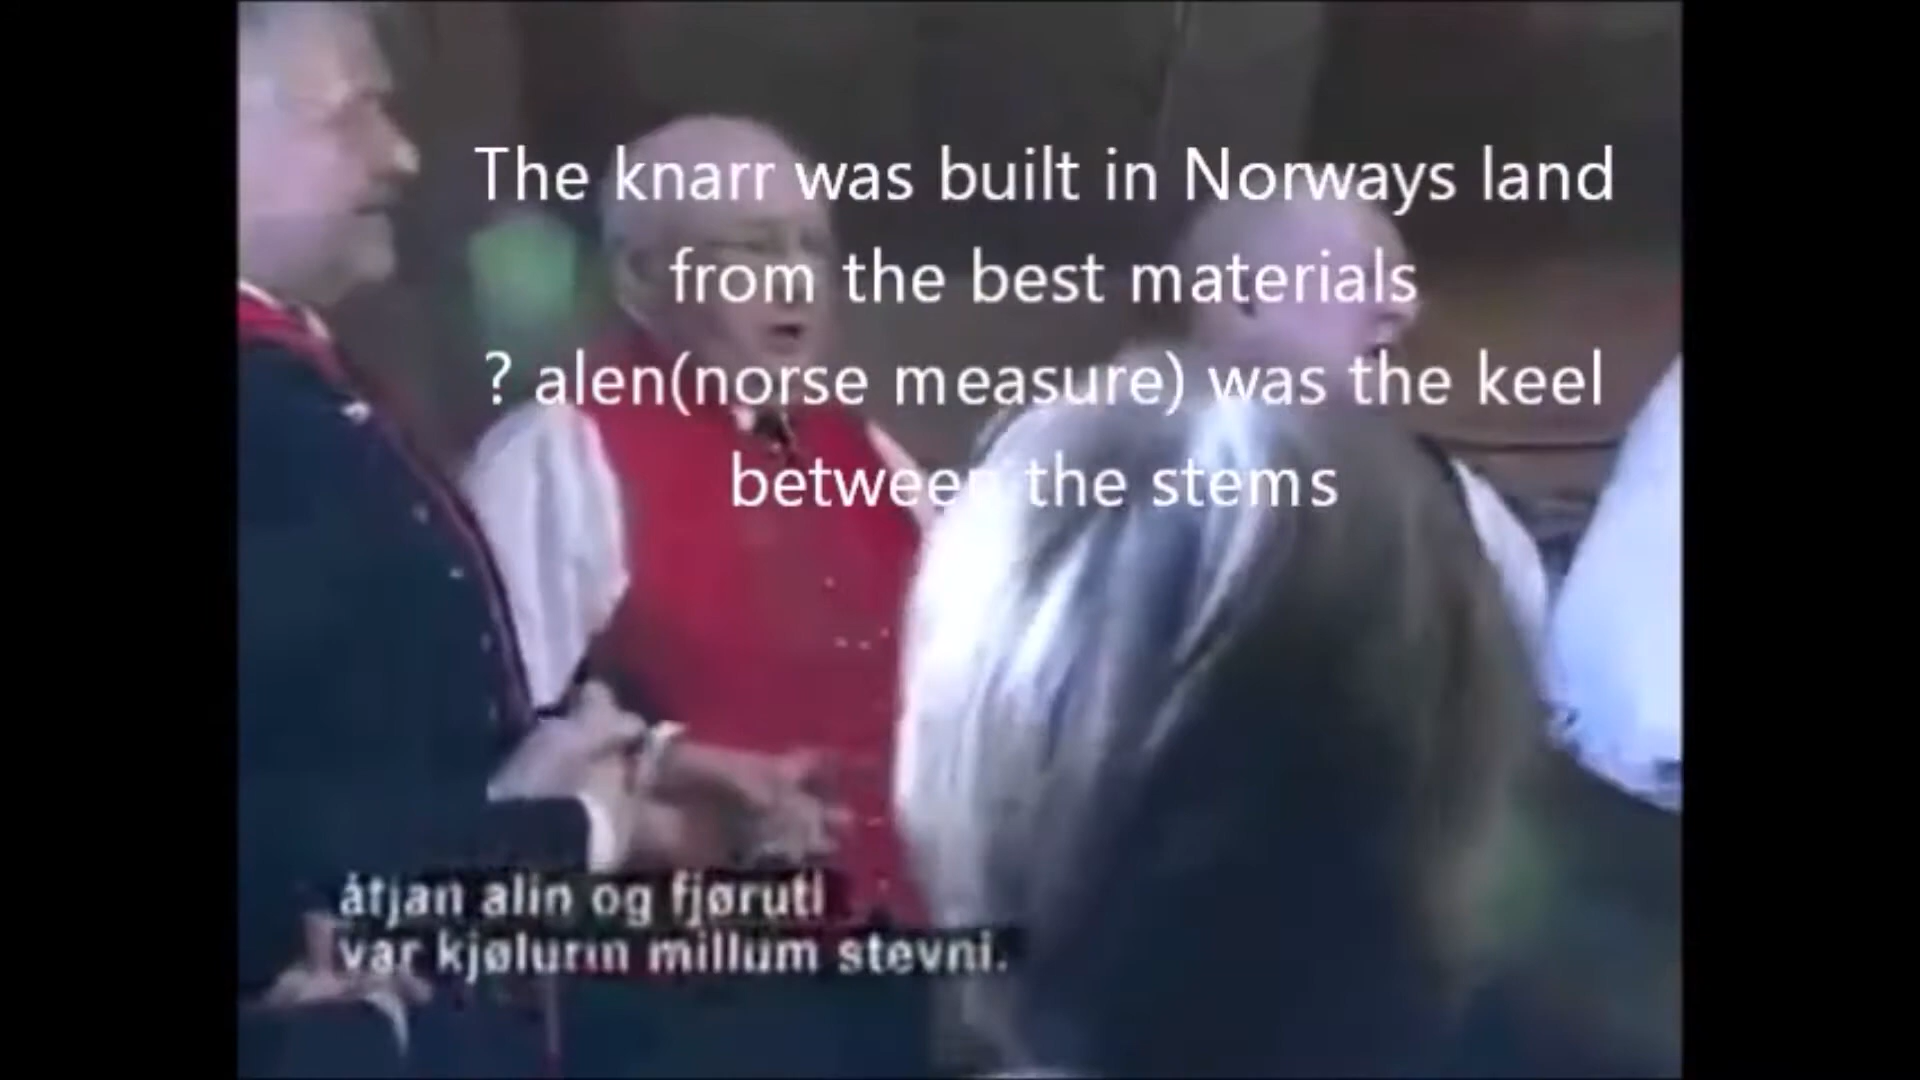 The knarr was built in Norways land
from the best materials
? alen(norse measure) was the keel
between the stems
átjan alin og fjøruti
var kjølurin millum stevni.